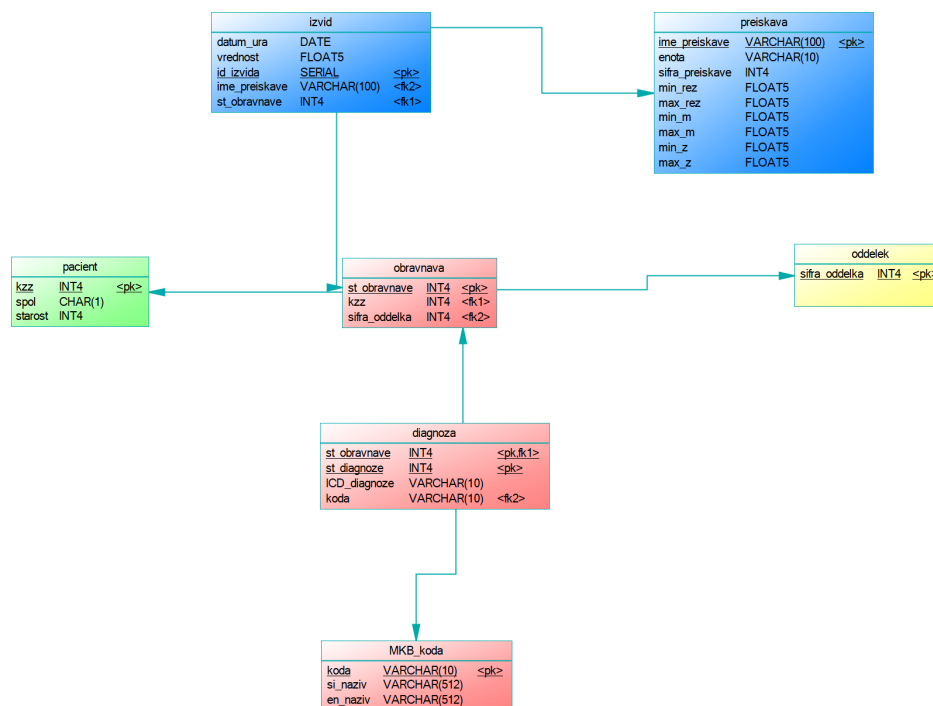 izvid
datum_ura DATE
vrednost FLOAT5
id_izvida SERIAL <pk>
ime_preiskave VARCHAR(100) <fk2>
st_obravnave INT4 <fk1>
preiskava
ime_preiskave VARCHAR(100) <pk>
enota VARCHAR(10)
sifra_preiskave INT4
min_rez FLOAT5
max_rez FLOAT5
min_m FLOAT5
max_m FLOAT5
min_z FLOAT5
max_z FLOAT5
pacient
kzz INT4 <pk>
spol CHAR(1)
starost INT4
obravnava
st_obravnave INT4 <pk>
kzz INT4 <fk1>
sifra_oddelka INT4 <fk2>
oddelek
sifra_oddelka INT4 <pk>
diagnoza
st_obravnave INT4 <pk,fk1>
st_diagnoze INT4 <pk>
ICD_diagnoze VARCHAR(10)
koda VARCHAR(10) <fk2>
MKB_koda
koda VARCHAR(10) <pk>
si_naziv VARCHAR(512)
en_naziv VARCHAR(512)